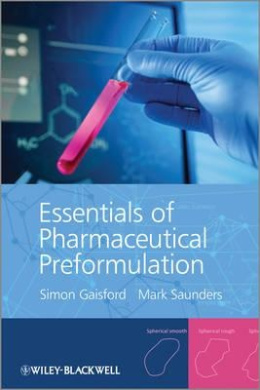 Essentials of
Pharmaceutical
Preformulation
Simon Gaisford Mark Saunders
Spherical smooth Spherical rough
WILEY-BLACKWELL